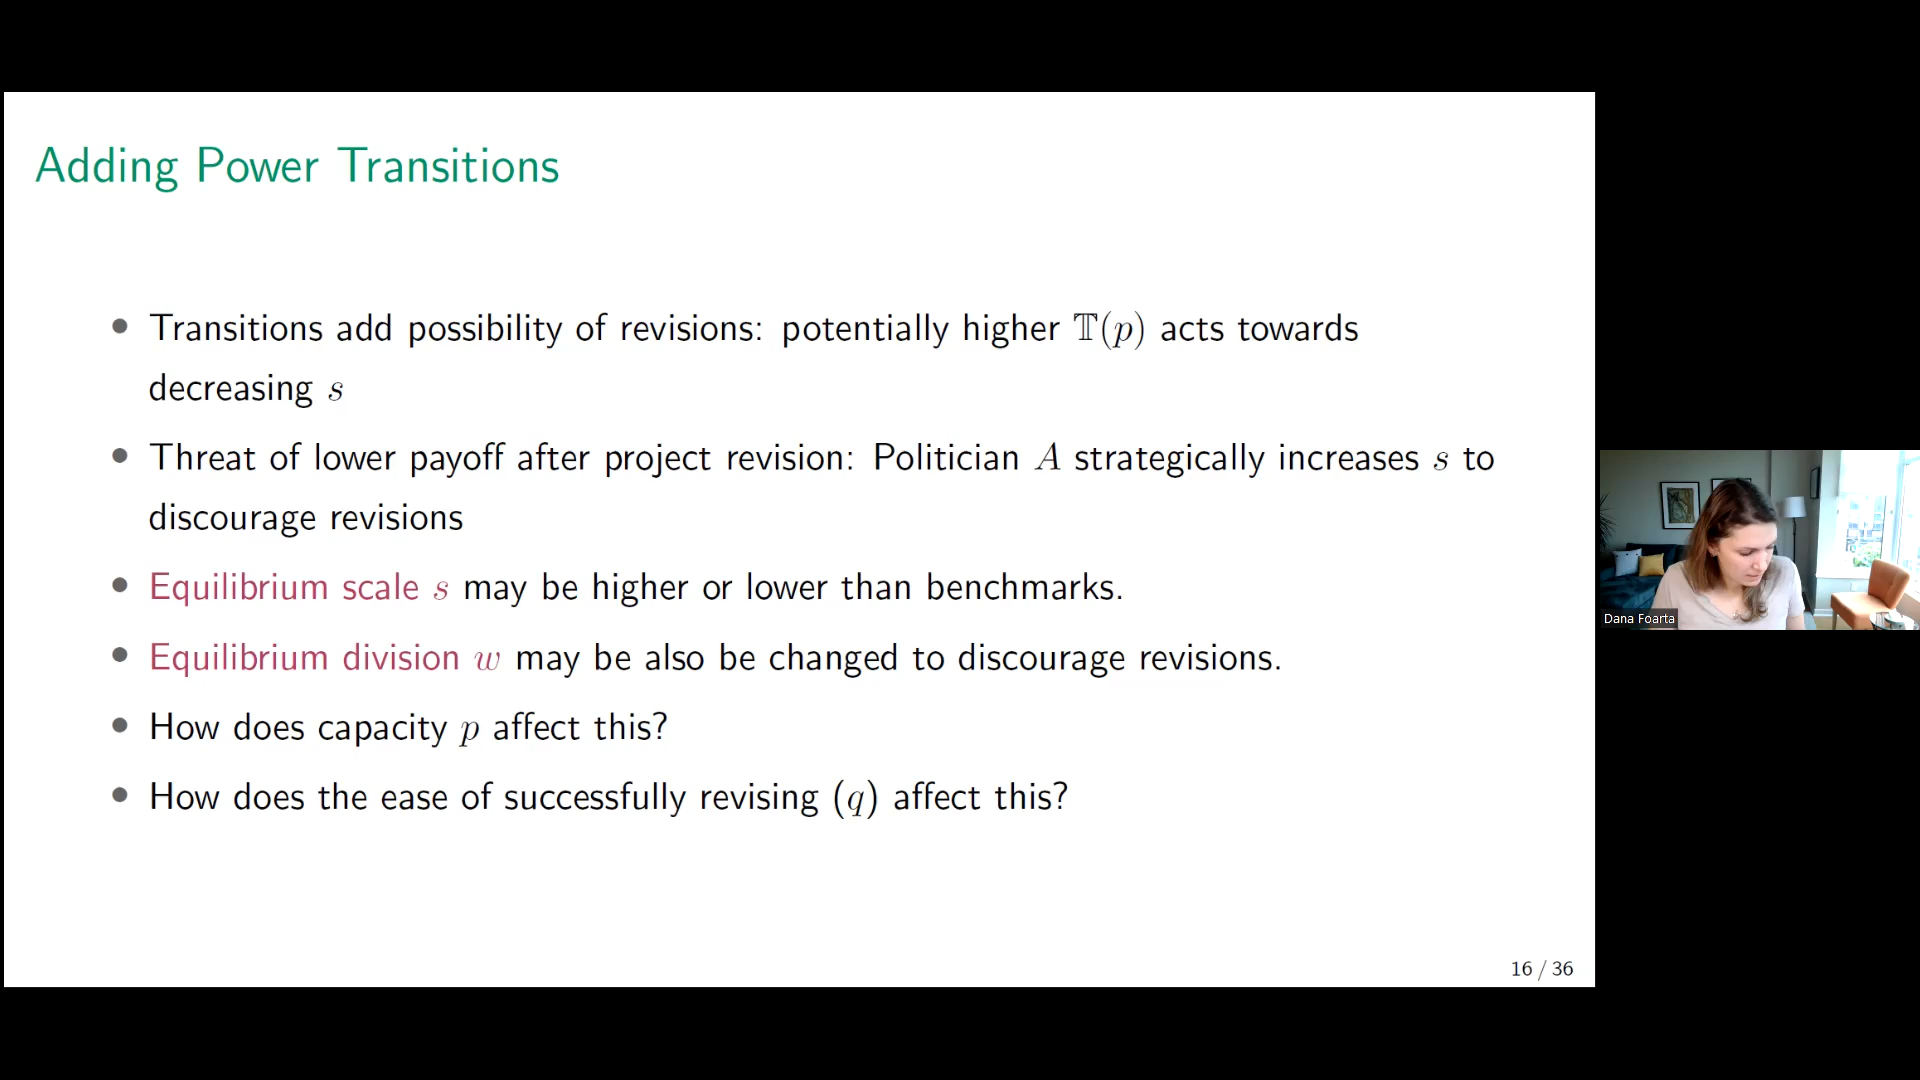 Adding Power Transitions
• Transitions add possibility of revisions: potentially higher 𝕋(p) acts towards
decreasing s
• Threat of lower payoff after project revision: Politician A strategically increases s to
discourage revisions
• Equilibrium scale s may be higher or lower than benchmarks.
• Equilibrium division w may be also be changed to discourage revisions.
• How does capacity p affect this?
• How does the ease of successfully revising (q) affect this?
16 / 36
Dana Foarta